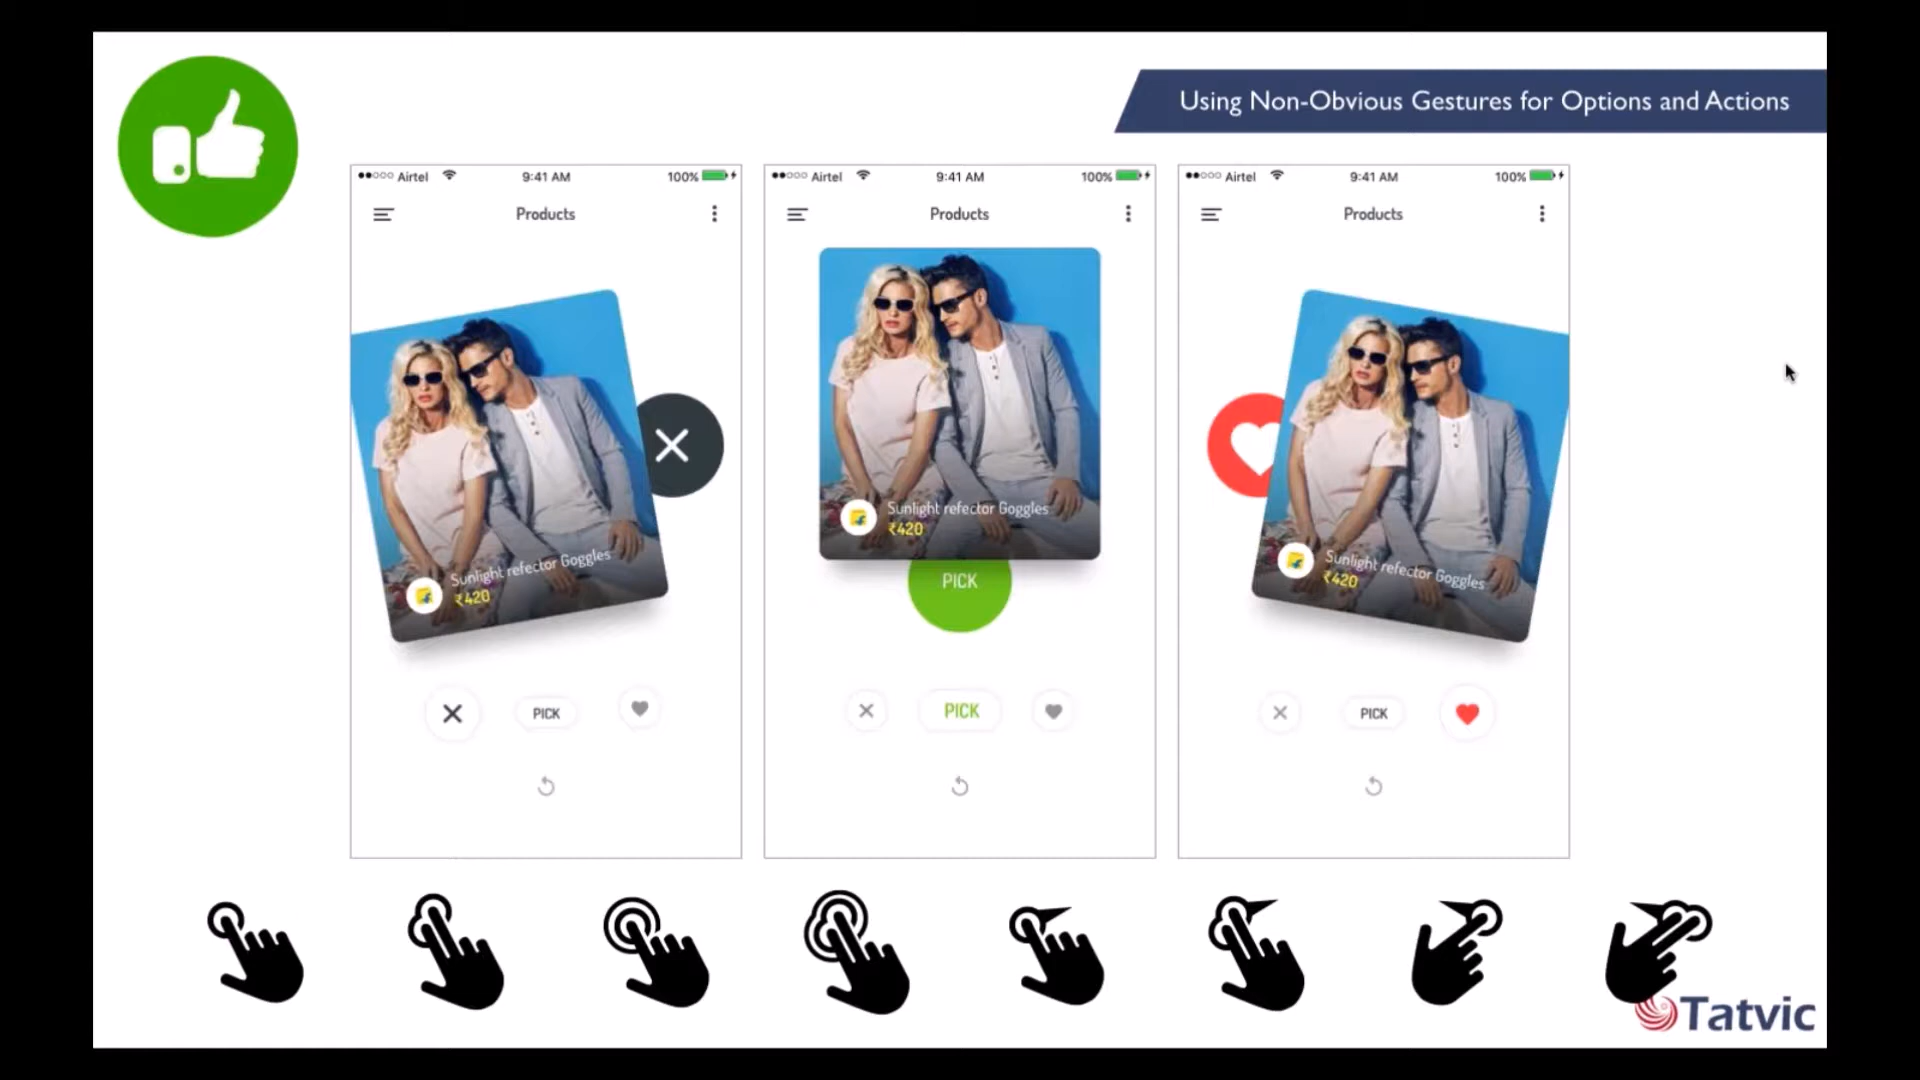 Using Non-Obvious Gestures for Options and Actions
Airtel 9:41 AM 100%
Products
Sunlight refector Goggles
₹420
PICK
Airtel 9:41 AM 100%
Products
Sunlight refector Goggles
₹420
PICK
PICK
Airtel 9:41 AM 100%
Products
Sunlight refector Goggles
₹420
PICK
Tatvic